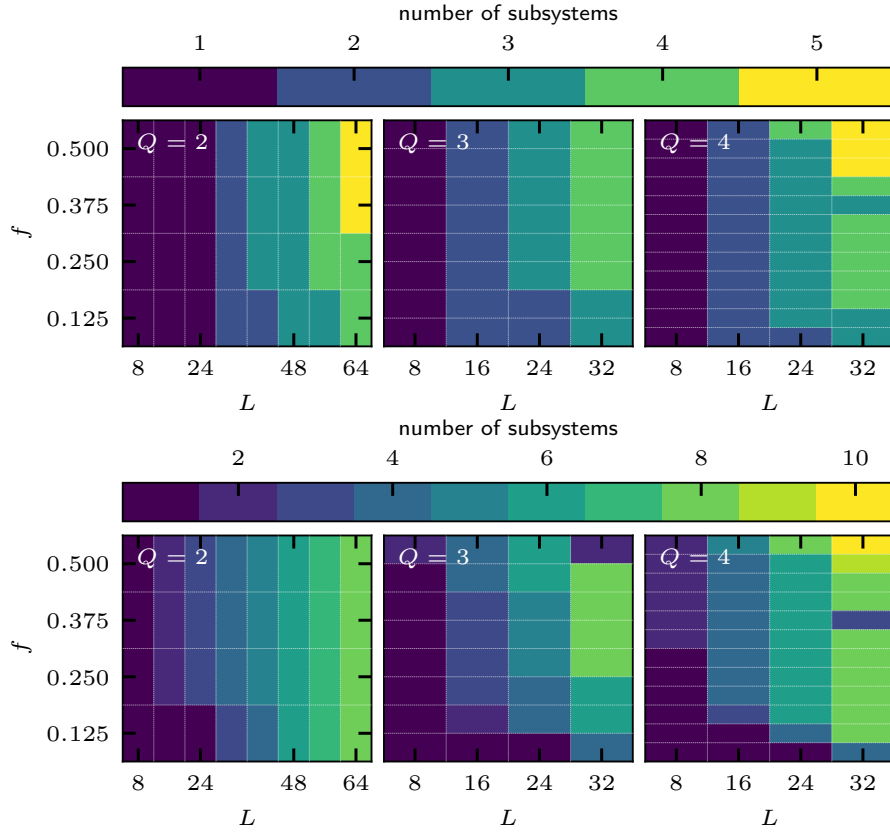 number of subsystems
1 2 3 4 5
Q = 2 Q = 3 Q = 4
0.500
0.375
0.250
0.125
f
8 24 48 64 8 16 24 32 8 16 24 32
L L L
number of subsystems
2 4 6 8 10
Q = 2 Q = 3 Q = 4
0.500
0.375
0.250
0.125
f
8 24 48 64 8 16 24 32 8 16 24 32
L L L